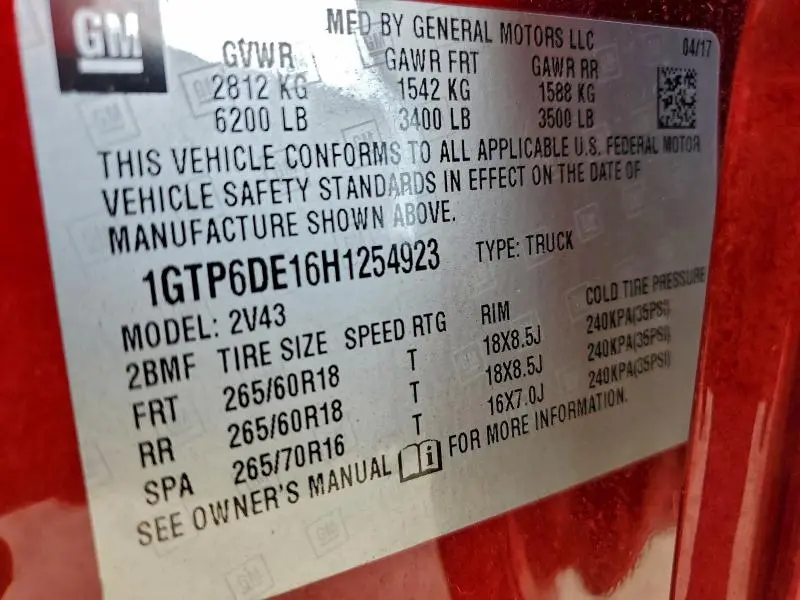 GM
MFD BY GENERAL MOTORS LLC
04/17
GVWR GAWR FRT GAWR RR
2812 KG 1542 KG 1588 KG
6200 LB 3400 LB 3500 LB
THIS VEHICLE CONFORMS TO ALL APPLICABLE U.S. FEDERAL MOTOR
VEHICLE SAFETY STANDARDS IN EFFECT ON THE DATE OF
MANUFACTURE SHOWN ABOVE.
1GTP6DE16H1254923 TYPE: TRUCK
MODEL: 2V43
2BMF TIRE SIZE SPEED RTG RIM COLD TIRE PRESSURE
FRT 265/60R18 T 18X8.5J 240KPA(35PSI)
RR 265/60R18 T 18X8.5J 240KPA(35PSI)
SPA 265/70R16 T 16X7.0J 240KPA(35PSI)
SEE OWNER'S MANUAL i FOR MORE INFORMATION.